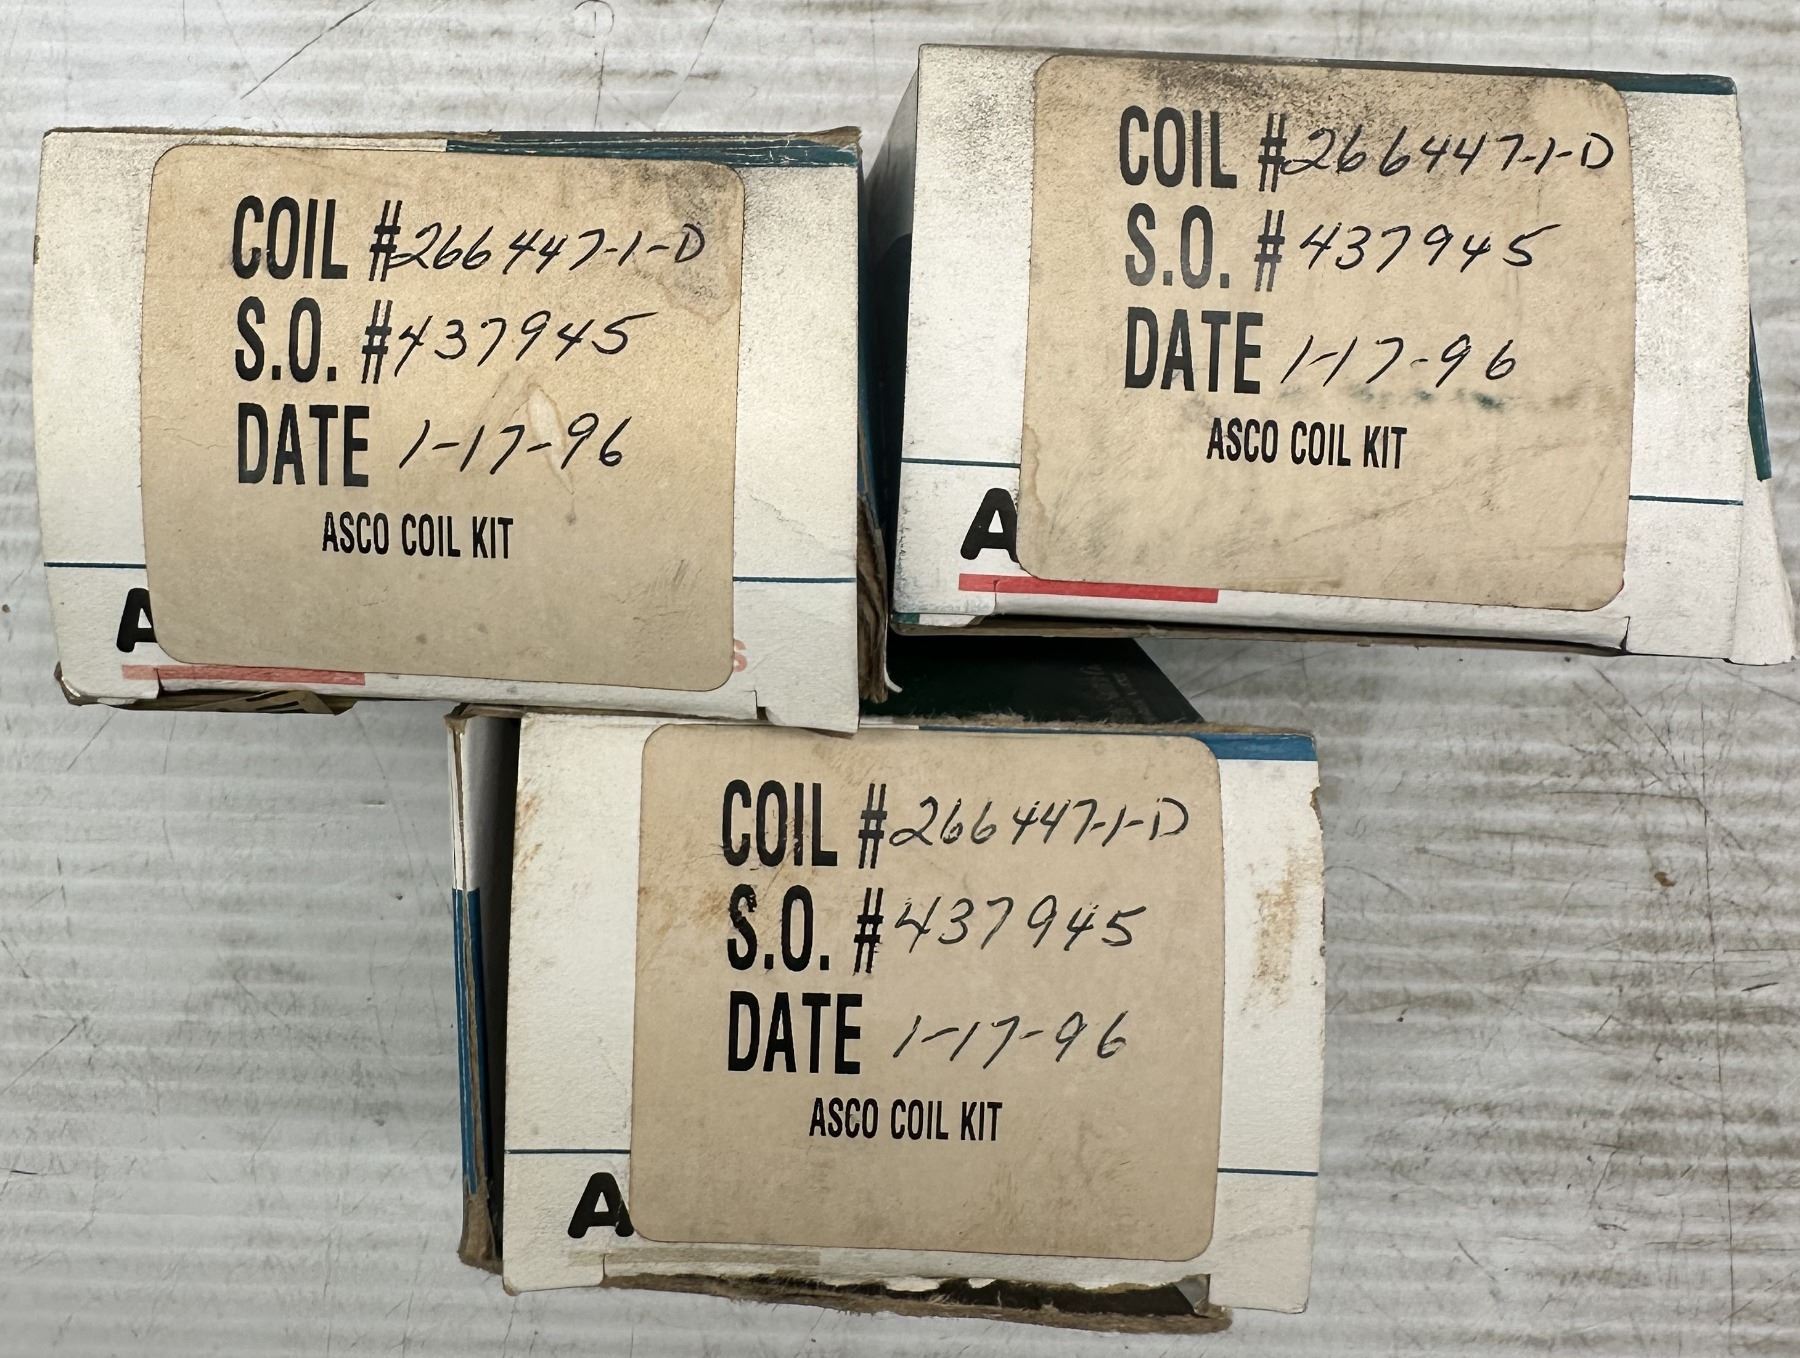 COIL #266447-1-D
S.O. #437945
DATE 1-17-96
ASCO COIL KIT
A
S
COIL #266447-1-D
S.O. #437945
DATE 1-17-96
ASCO COIL KIT
A
COIL #266447-1-D
S.O. #437945
DATE 1-17-96
ASCO COIL KIT
A